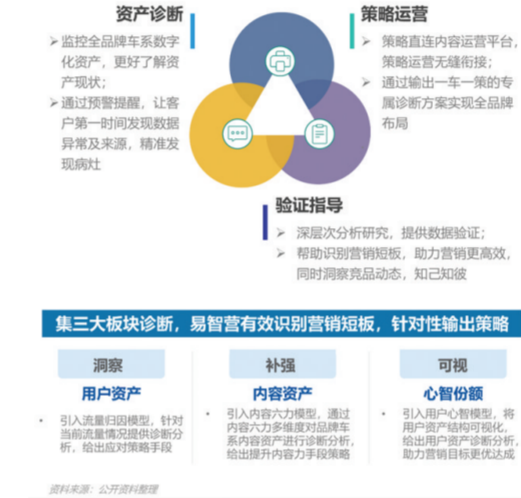 资产诊断
➢监控全品牌车系数字
化资产，更好了解资
产现状；
➢通过预警提醒，让客
户第一时间发现数据
异常及来源，精准发
现病灶
策略运营
➢ 策略直连内容运营平台，
策略运营无缝衔接；
➢ 通过输出一车一策的专
属诊断方案实现全品牌
布局
验证指导
➢ 深层次分析研究，提供数据验证；
➢ 帮助识别营销短板，助力营销更高效，
同时洞察竞品动态，知己知彼
集三大板块诊断，易智营有效识别营销短板，针对性输出策略
洞察
用户资产
• 引入流量归因模型，针对
当前流量情况提供诊断分
析，给出应对策略手段
补强
内容资产
• 引入内容六力模型，通过
内容六力多维度对品牌车
系内容资产进行诊断分析，
给出提升内容力手段策略
可视
心智份额
• 引入用户心智模型，将
用户资产结构可视化，
给出用户资产诊断分析，
助力营销目标更优达成
资料来源：公开资料整理